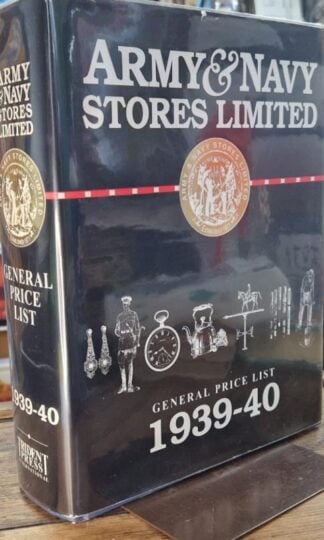 ARMY & NAVY
STORES LIMITED
GENERAL PRICE LIST
1939-40
ARMY
& NAVY
STORES
LIMITED
GENERAL
PRICE
LIST
1939-40
TRIDENT
PRESS
INTERNATIONAL